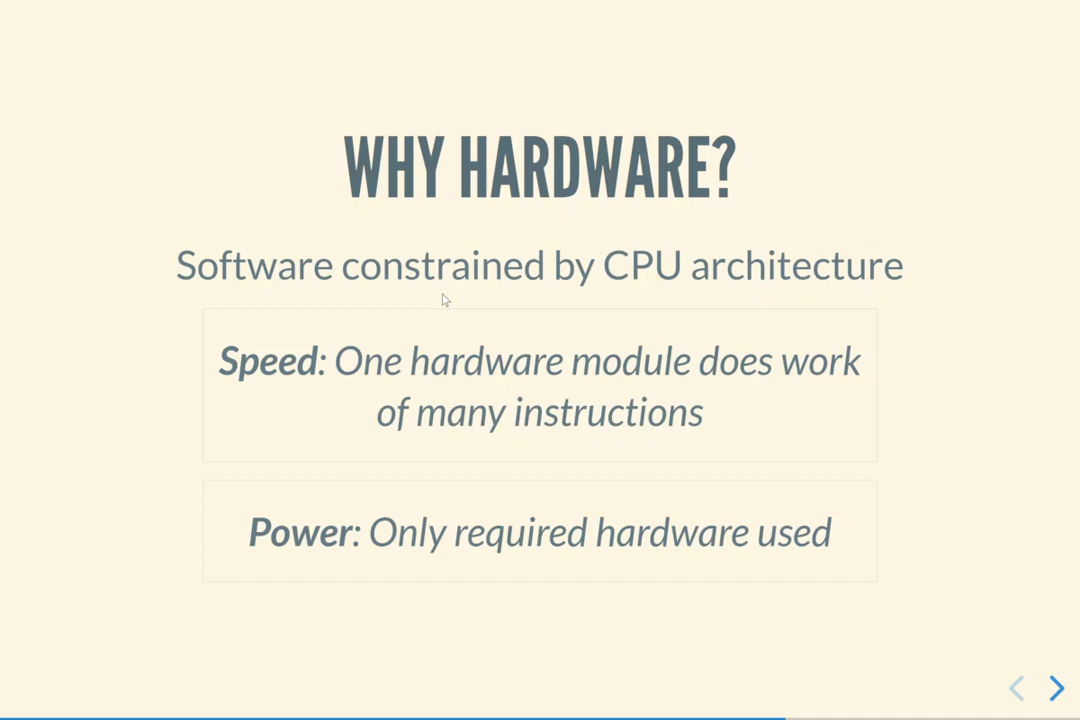 WHY HARDWARE?
Software constrained by CPU architecture
Speed: One hardware module does work
of many instructions
Power: Only required hardware used